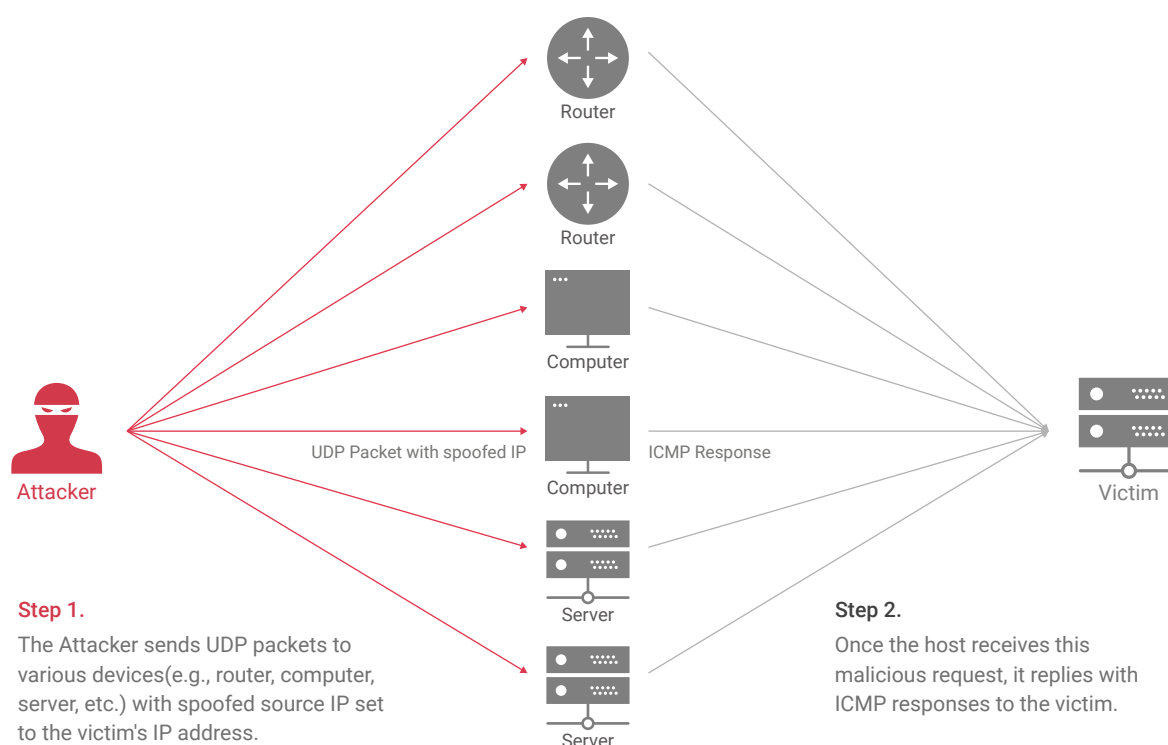 Router
Router
Computer
UDP Packet with spoofed IP
ICMP Response
Computer
Attacker
Victim
Server
Server
Step 1.
The Attacker sends UDP packets to
various devices(e.g., router, computer,
server, etc.) with spoofed source IP set
to the victim's IP address.
Step 2.
Once the host receives this
malicious request, it replies with
ICMP responses to the victim.